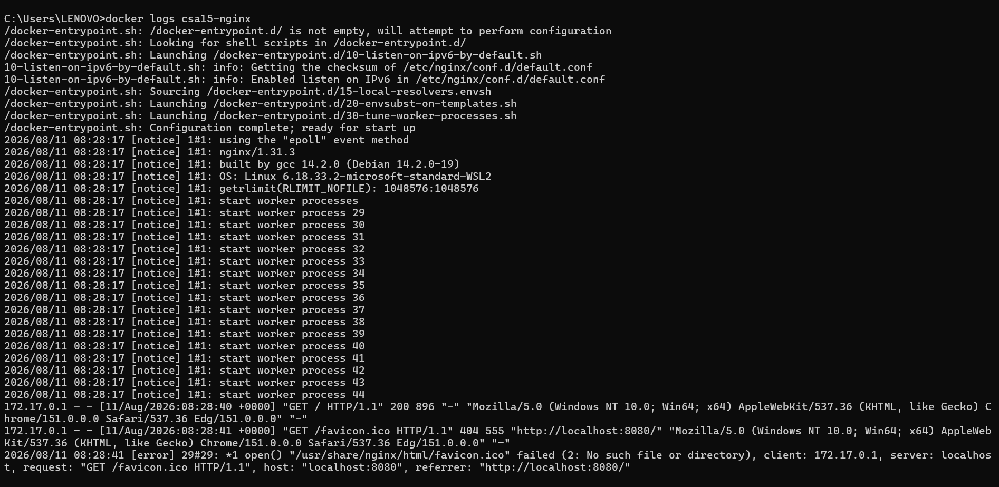 C:\Users\LENOVO>docker logs csa15-nginx
/docker-entrypoint.sh: /docker-entrypoint.d/ is not empty, will attempt to perform configuration
/docker-entrypoint.sh: Looking for shell scripts in /docker-entrypoint.d/
/docker-entrypoint.sh: Launching /docker-entrypoint.d/10-listen-on-ipv6-by-default.sh
10-listen-on-ipv6-by-default.sh: info: Getting the checksum of /etc/nginx/conf.d/default.conf
10-listen-on-ipv6-by-default.sh: info: Enabled listen on IPv6 in /etc/nginx/conf.d/default.conf
/docker-entrypoint.sh: Sourcing /docker-entrypoint.d/15-local-resolvers.envsh
/docker-entrypoint.sh: Launching /docker-entrypoint.d/20-envsubst-on-templates.sh
/docker-entrypoint.sh: Launching /docker-entrypoint.d/30-tune-worker-processes.sh
/docker-entrypoint.sh: Configuration complete; ready for start up
2026/08/11 08:28:17 [notice] 1#1: using the "epoll" event method
2026/08/11 08:28:17 [notice] 1#1: nginx/1.31.3
2026/08/11 08:28:17 [notice] 1#1: built by gcc 14.2.0 (Debian 14.2.0-19)
2026/08/11 08:28:17 [notice] 1#1: OS: Linux 6.18.33.2-microsoft-standard-WSL2
2026/08/11 08:28:17 [notice] 1#1: getrlimit(RLIMIT_NOFILE): 1048576:1048576
2026/08/11 08:28:17 [notice] 1#1: start worker processes
2026/08/11 08:28:17 [notice] 1#1: start worker process 29
2026/08/11 08:28:17 [notice] 1#1: start worker process 30
2026/08/11 08:28:17 [notice] 1#1: start worker process 31
2026/08/11 08:28:17 [notice] 1#1: start worker process 32
2026/08/11 08:28:17 [notice] 1#1: start worker process 33
2026/08/11 08:28:17 [notice] 1#1: start worker process 34
2026/08/11 08:28:17 [notice] 1#1: start worker process 35
2026/08/11 08:28:17 [notice] 1#1: start worker process 36
2026/08/11 08:28:17 [notice] 1#1: start worker process 37
2026/08/11 08:28:17 [notice] 1#1: start worker process 38
2026/08/11 08:28:17 [notice] 1#1: start worker process 39
2026/08/11 08:28:17 [notice] 1#1: start worker process 40
2026/08/11 08:28:17 [notice] 1#1: start worker process 41
2026/08/11 08:28:17 [notice] 1#1: start worker process 42
2026/08/11 08:28:17 [notice] 1#1: start worker process 43
2026/08/11 08:28:17 [notice] 1#1: start worker process 44
172.17.0.1 - - [11/Aug/2026:08:28:40 +0000] "GET / HTTP/1.1" 200 896 "-" "Mozilla/5.0 (Windows NT 10.0; Win64; x64) AppleWebKit/537.36 (KHTML, like Gecko) C
hrome/151.0.0.0 Safari/537.36 Edg/151.0.0.0" "-"
172.17.0.1 - - [11/Aug/2026:08:28:41 +0000] "GET /favicon.ico HTTP/1.1" 404 555 "http://localhost:8080/" "Mozilla/5.0 (Windows NT 10.0; Win64; x64) AppleWeb
Kit/537.36 (KHTML, like Gecko) Chrome/151.0.0.0 Safari/537.36 Edg/151.0.0.0" "-"
2026/08/11 08:28:41 [error] 29#29: *1 open() "/usr/share/nginx/html/favicon.ico" failed (2: No such file or directory), client: 172.17.0.1, server: localhos
t, request: "GET /favicon.ico HTTP/1.1", host: "localhost:8080", referrer: "http://localhost:8080/"